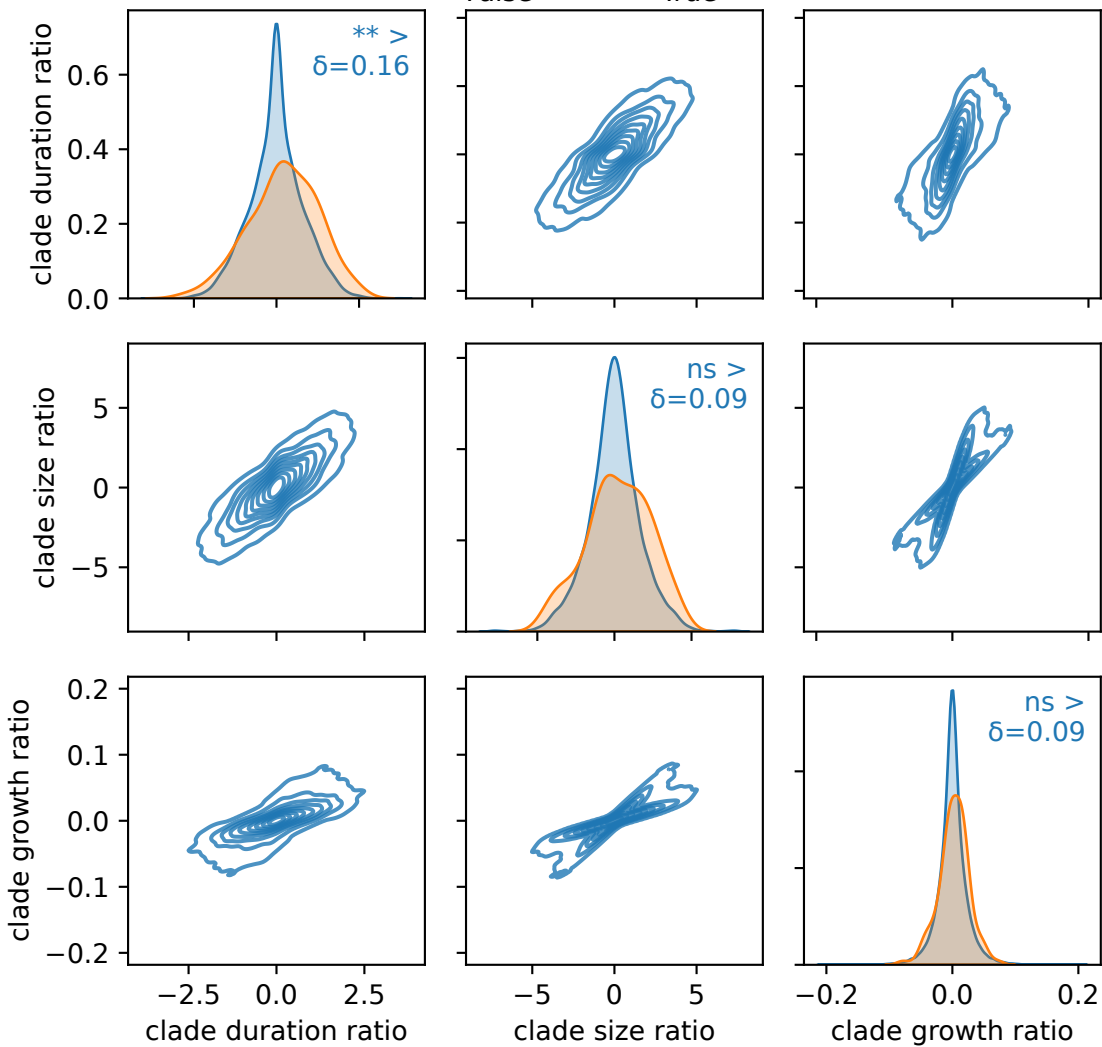 False True
clade duration ratio
0.6
0.4
0.2
0.0
** >
δ=0.16
clade size ratio
5
0
−5
ns >
δ=0.09
clade growth ratio
0.2
0.1
0.0
−0.1
−0.2
ns >
δ=0.09
−2.5 0.0 2.5
clade duration ratio
−5 0 5
clade size ratio
−0.2 0.0 0.2
clade growth ratio